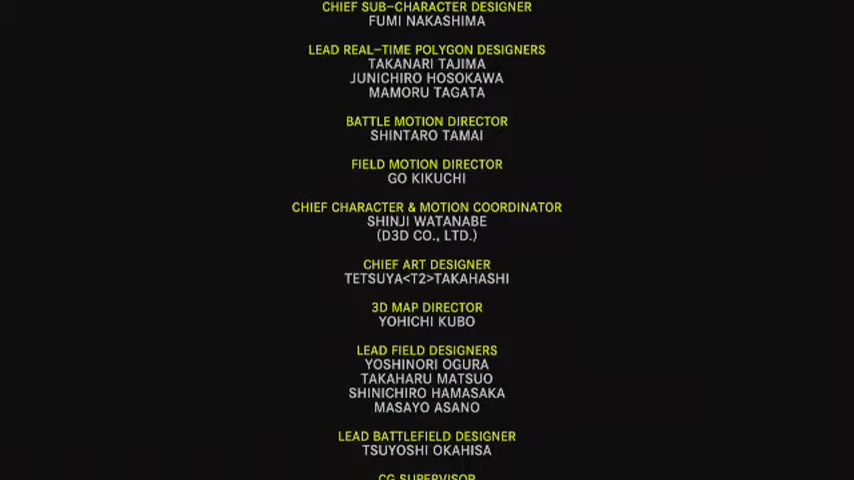 CHIEF SUB-CHARACTER DESIGNER
FUMI NAKASHIMA
LEAD REAL-TIME POLYGON DESIGNERS
TAKANARI TAJIMA
JUNICHIRO HOSOKAWA
MAMORU TAGATA
BATTLE MOTION DIRECTOR
SHINTARO TAMAI
FIELD MOTION DIRECTOR
GO KIKUCHI
CHIEF CHARACTER & MOTION COORDINATOR
SHINJI WATANABE
(D3D CO., LTD.)
CHIEF ART DESIGNER
TETSUYA<T2>TAKAHASHI
3D MAP DIRECTOR
YOHICHI KUBO
LEAD FIELD DESIGNERS
YOSHINORI OGURA
TAKAHARU MATSUO
SHINICHIRO HAMASAKA
MASAYO ASANO
LEAD BATTLEFIELD DESIGNER
TSUYOSHI OKAHISA
CG SUPERVISOR